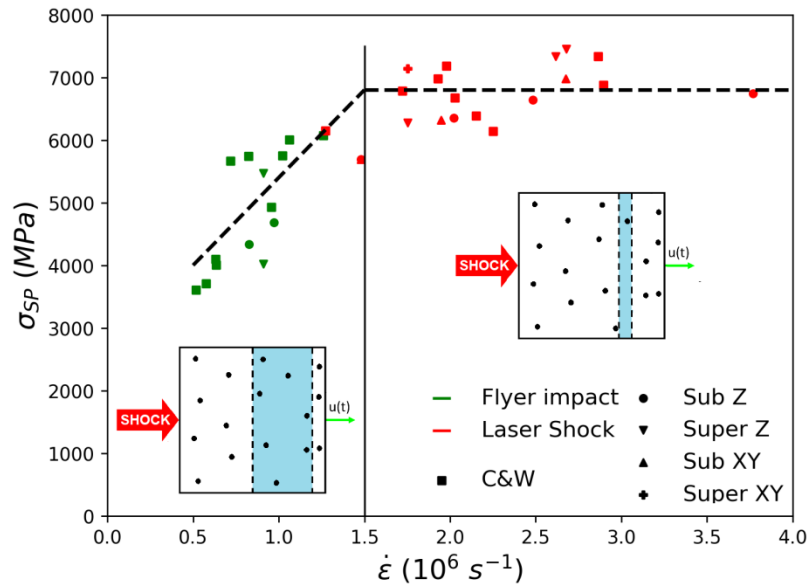 8000
7000
6000
5000
4000
3000
2000
1000
0
σSP (MPa)
SHOCK
u(t)
SHOCK
u(t)
Flyer impact
Laser Shock
C&W
Sub Z
Super Z
Sub XY
Super XY
0.0 0.5 1.0 1.5 2.0 2.5 3.0 3.5 4.0
ε̇ (10⁶ s⁻¹)